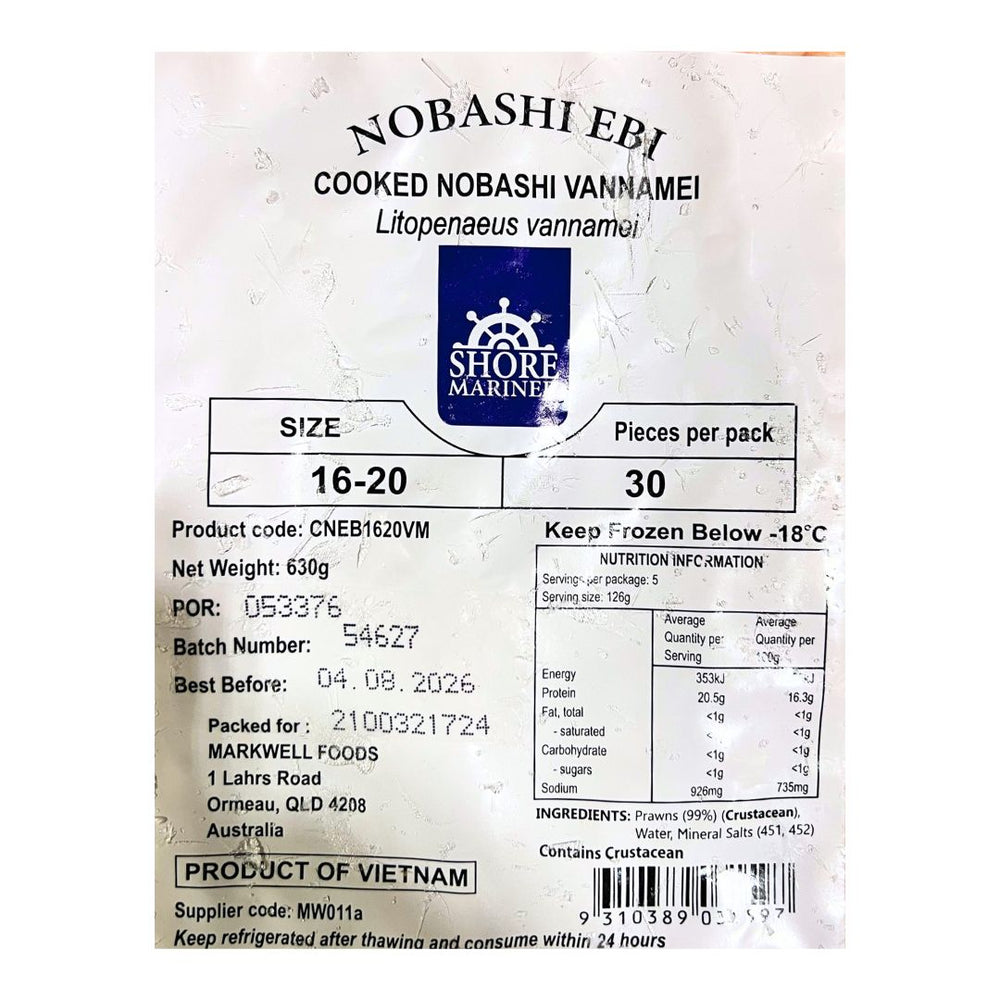 NOBASHI EBI
COOKED NOBASHI VANNAMEI
Litopenaeus vannamei
SHORE
MARINER
SIZE
Pieces per pack
16-20
30
Product code: CNEB1620VM
Net Weight: 630g
POR: 053376
Batch Number: 54627
Best Before: 04.08.2026
Packed for : 2100321724
MARKWELL FOODS
1 Lahrs Road
Ormeau, QLD 4208
Australia
PRODUCT OF VIETNAM
Supplier code: MW011a
Keep refrigerated after thawing and consume within 24 hours
Keep Frozen Below -18°C
NUTRITION INFORMATION
Servings per package: 5
Serving size: 126g
Average Quantity per Serving
Average Quantity per 100g
Energy 353kJ
Protein 20.5g 16.3g
Fat, total <1g <1g
- saturated <1g
Carbohydrate <1g <1g
- sugars <1g <1g
Sodium 926mg 735mg
INGREDIENTS: Prawns (99%) (Crustacean),
Water, Mineral Salts (451, 452)
Contains Crustacean
9 310389